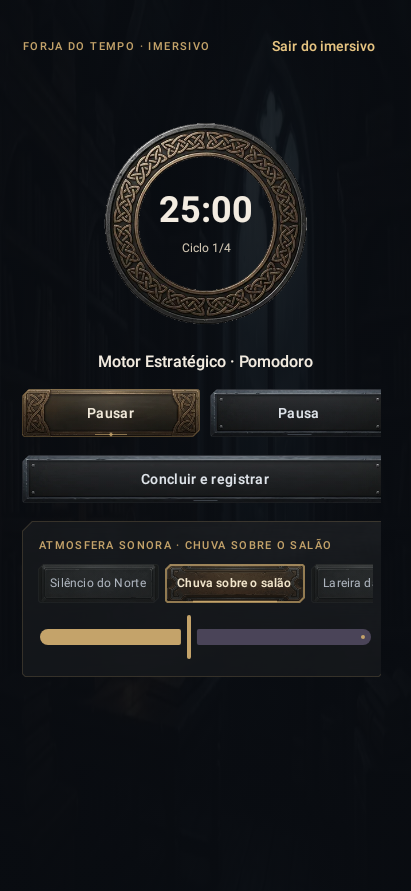 FORJA DO TEMPO · IMERSIVO
Sair do imersivo
25:00
Ciclo 1/4
Motor Estratégico · Pomodoro
Pausar
Pausa
Concluir e registrar
ATMOSFERA SONORA · CHUVA SOBRE O SALÃO
Silêncio do Norte
Chuva sobre o salão
Lareira d